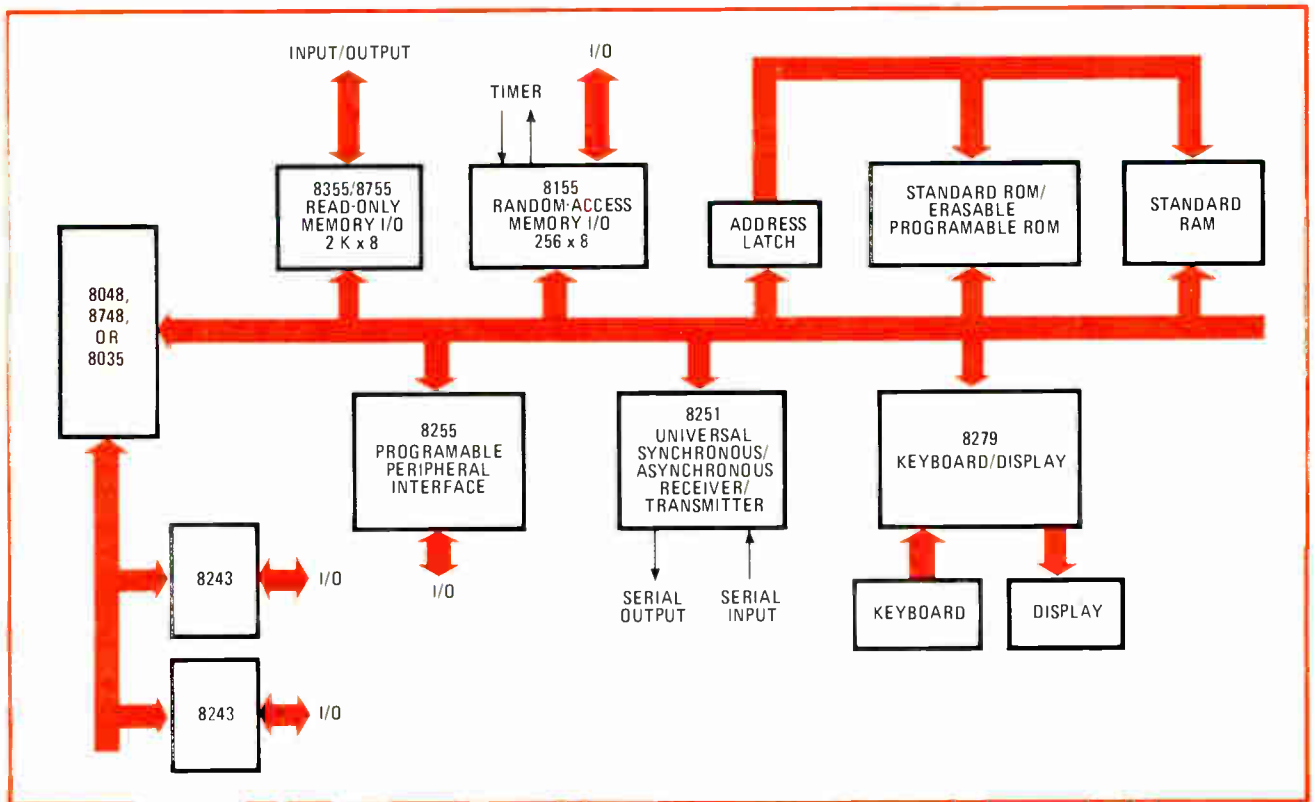 INPUT/OUTPUT
I/O
TIMER
8355/8755
READ-ONLY
MEMORY I/O
2 K x 8
8155
RANDOM-ACCESS
MEMORY I/O
256 x 8
ADDRESS
LATCH
STANDARD ROM/
ERASABLE
PROGRAMABLE ROM
STANDARD
RAM
8048,
8748,
OR
8035
8255
PROGRAMABLE
PERIPHERAL
INTERFACE
I/O
8251
UNIVERSAL
SYNCHRONOUS/
ASYNCHRONOUS
RECEIVER/
TRANSMITTER
SERIAL
OUTPUT
SERIAL
INPUT
8279
KEYBOARD/DISPLAY
KEYBOARD
DISPLAY
8243
I/O
8243
I/O